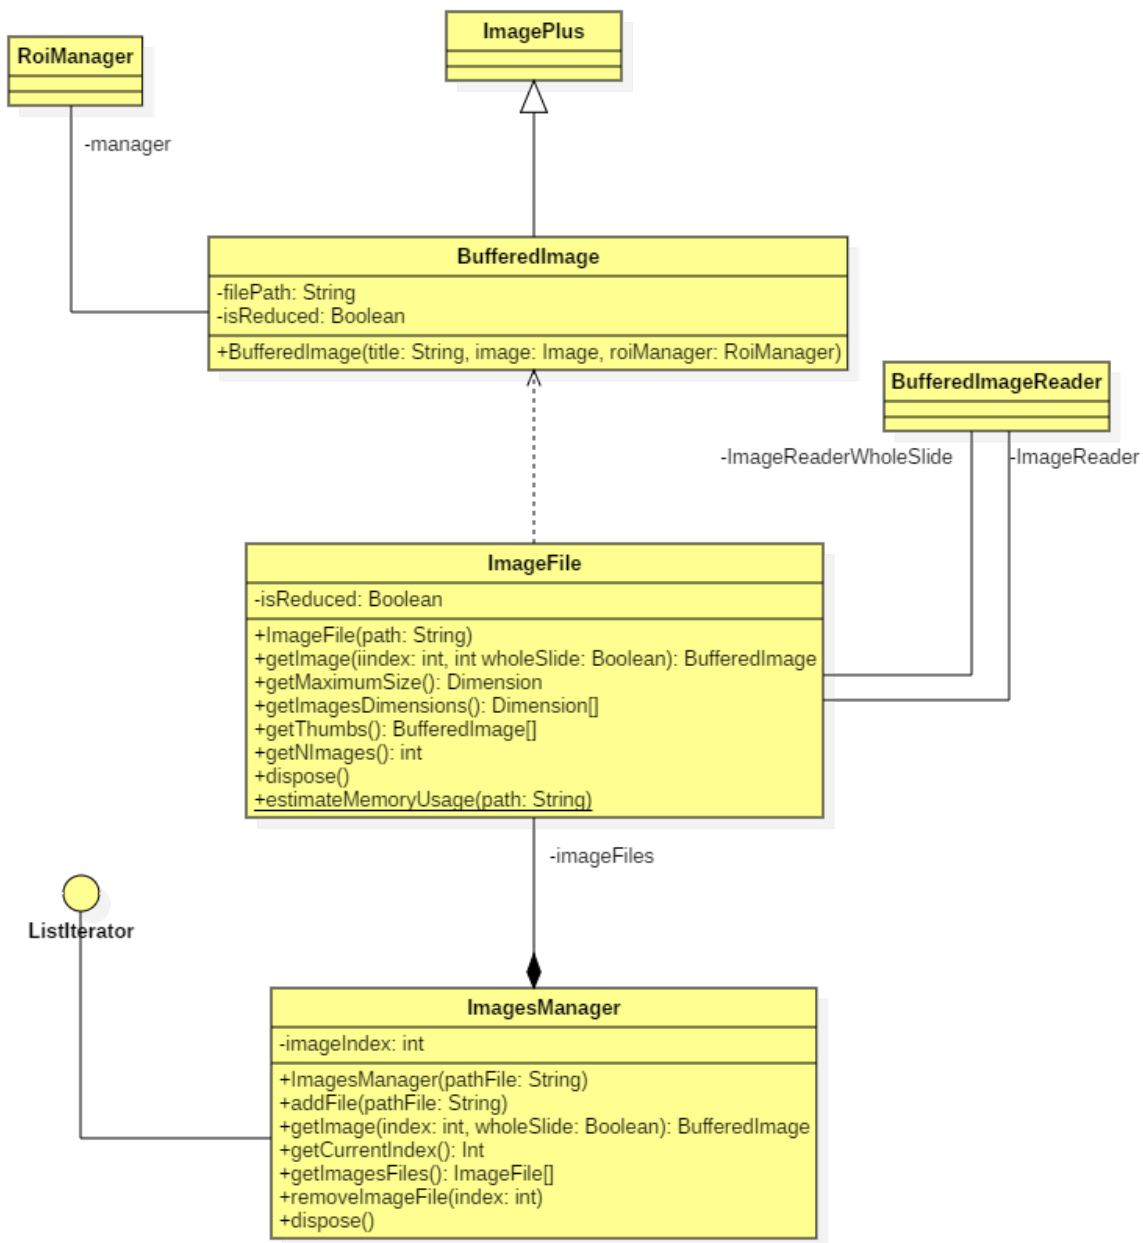 ImagePlus
RoiManager
-manager
BufferedImage
-filePath: String
-isReduced: Boolean
+BufferedImage(title: String, image: Image, roiManager: RoiManager)
BufferedImageReader
-ImageReaderWholeSlide
-ImageReader
ImageFile
-isReduced: Boolean
+ImageFile(path: String)
+getImage(iindex: int, int wholeSlide: Boolean): BufferedImage
+getMaximumSize(): Dimension
+getImagesDimensions(): Dimension[]
+getThumbs(): BufferedImage[]
+getNImages(): int
+dispose()
+estimateMemoryUsage(path: String)
-imageFiles
ListIterator
ImagesManager
-imageIndex: int
+ImagesManager(pathFile: String)
+addFile(pathFile: String)
+getImage(index: int, wholeSlide: Boolean): BufferedImage
+getCurrentIndex(): Int
+getImagesFiles(): ImageFile[]
+removeImageFile(index: int)
+dispose()